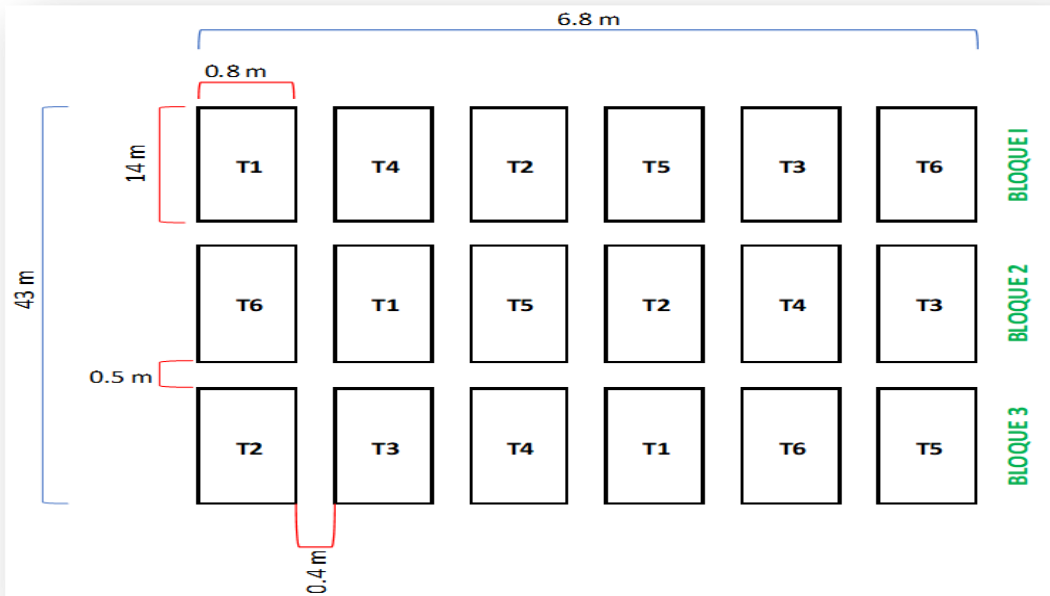 6.8 m
0.8 m
14 m
T1 T4 T2 T5 T3 T6
BLOQUE 1
43 m
T6 T1 T5 T2 T4 T3
BLOQUE 2
0.5 m
T2 T3 T4 T1 T6 T5
BLOQUE 3
0.4 m